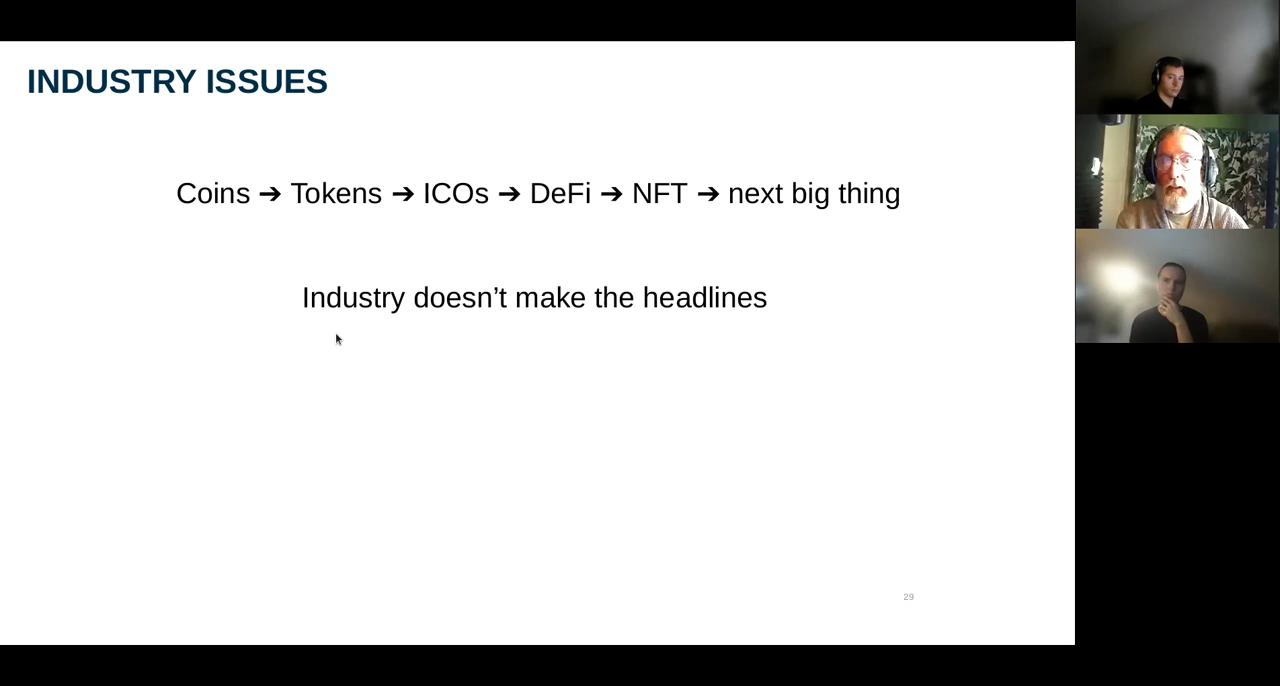 INDUSTRY ISSUES
Coins ➔ Tokens ➔ ICOs ➔ DeFi ➔ NFT ➔ next big thing
Industry doesn’t make the headlines
29